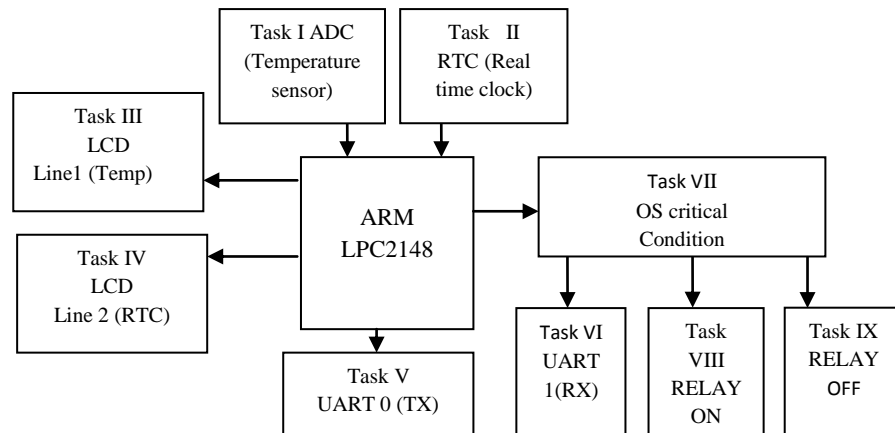 Task I ADC
(Temperature
sensor)
Task II
RTC (Real
time clock)
Task III
LCD
Line1 (Temp)
ARM
LPC2148
Task VII
OS critical
Condition
Task IV
LCD
Line 2 (RTC)
Task V
UART 0 (TX)
Task VI
UART
1(RX)
Task
VIII
RELAY
ON
Task IX
RELAY
OFF